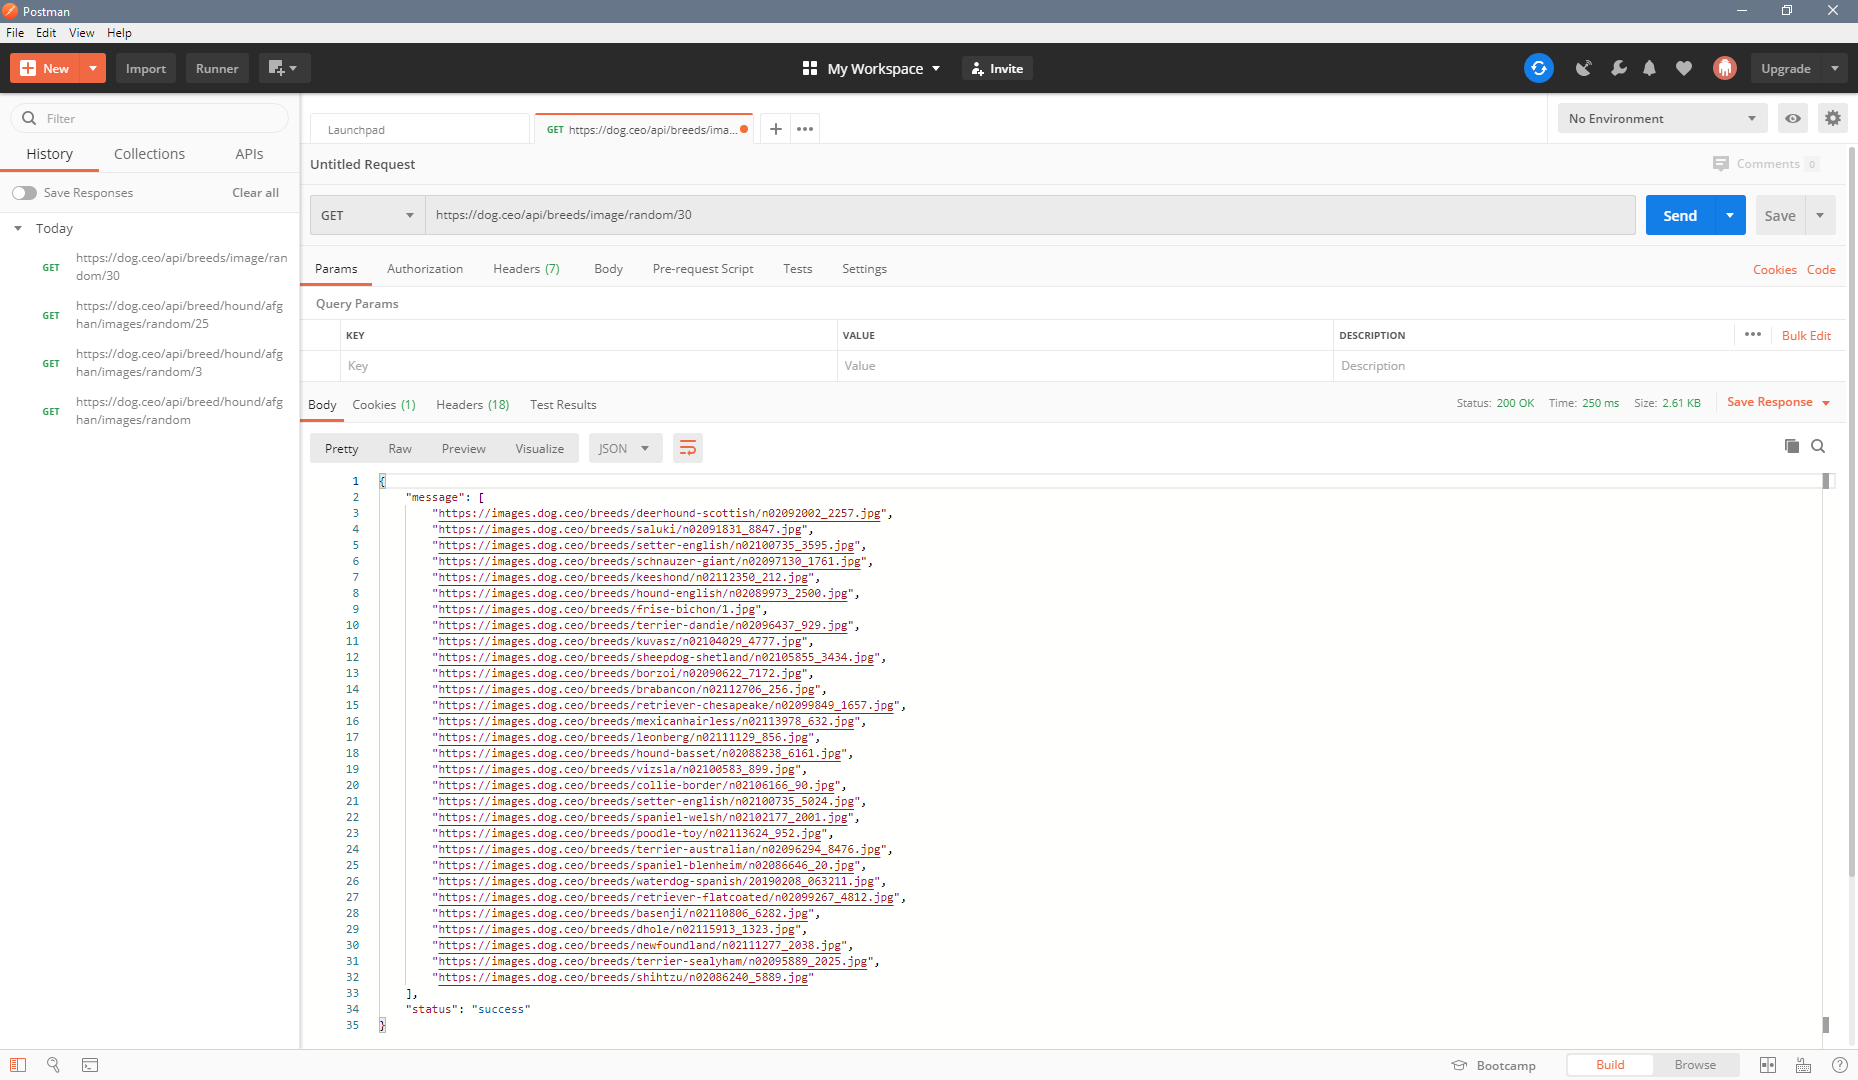 Postman
File Edit View Help
New Import Runner My Workspace Invite Upgrade
Filter
History Collections APIs
Save Responses Clear all
Today
GET https://dog.ceo/api/breeds/image/ran
dom/30
GET https://dog.ceo/api/breed/hound/afg
han/images/random/25
GET https://dog.ceo/api/breed/hound/afg
han/images/random/3
GET https://dog.ceo/api/breed/hound/afg
han/images/random
Launchpad GET https://dog.ceo/api/breeds/ima... No Environment
Untitled Request Comments 0
GET https://dog.ceo/api/breeds/image/random/30 Send Save
Params Authorization Headers (7) Body Pre-request Script Tests Settings Cookies Code
Query Params
KEY VALUE DESCRIPTION Bulk Edit
Key Value Description
Body Cookies (1) Headers (18) Test Results Status: 200 OK Time: 250 ms Size: 2.61 KB Save Response
Pretty Raw Preview Visualize JSON
1 {
2 "message": [
3 "https://images.dog.ceo/breeds/deerhound-scottish/n02092002_2257.jpg",
4 "https://images.dog.ceo/breeds/saluki/n02091831_8847.jpg",
5 "https://images.dog.ceo/breeds/setter-english/n02100735_3595.jpg",
6 "https://images.dog.ceo/breeds/schnauzer-giant/n02097130_1761.jpg",
7 "https://images.dog.ceo/breeds/keeshond/n02112350_212.jpg",
8 "https://images.dog.ceo/breeds/hound-english/n02089973_2500.jpg",
9 "https://images.dog.ceo/breeds/frise-bichon/1.jpg",
10 "https://images.dog.ceo/breeds/terrier-dandie/n02096437_929.jpg",
11 "https://images.dog.ceo/breeds/kuvasz/n02104029_4777.jpg",
12 "https://images.dog.ceo/breeds/sheepdog-shetland/n02105855_3434.jpg",
13 "https://images.dog.ceo/breeds/borzoi/n02090622_7172.jpg",
14 "https://images.dog.ceo/breeds/brabancon/n02112706_256.jpg",
15 "https://images.dog.ceo/breeds/retriever-chesapeake/n02099849_1657.jpg",
16 "https://images.dog.ceo/breeds/mexicanhairless/n02113978_632.jpg",
17 "https://images.dog.ceo/breeds/leonberg/n02111129_856.jpg",
18 "https://images.dog.ceo/breeds/hound-basset/n02088238_6161.jpg",
19 "https://images.dog.ceo/breeds/vizsla/n02100583_899.jpg",
20 "https://images.dog.ceo/breeds/collie-border/n02106166_90.jpg",
21 "https://images.dog.ceo/breeds/setter-english/n02100735_5024.jpg",
22 "https://images.dog.ceo/breeds/spaniel-welsh/n02102177_2001.jpg",
23 "https://images.dog.ceo/breeds/poodle-toy/n02113624_952.jpg",
24 "https://images.dog.ceo/breeds/terrier-australian/n02096294_8476.jpg",
25 "https://images.dog.ceo/breeds/spaniel-blenheim/n02086646_20.jpg",
26 "https://images.dog.ceo/breeds/waterdog-spanish/20190208_063211.jpg",
27 "https://images.dog.ceo/breeds/retriever-flatcoated/n02099267_4812.jpg",
28 "https://images.dog.ceo/breeds/basenji/n02110806_6282.jpg",
29 "https://images.dog.ceo/breeds/dhole/n02115913_1323.jpg",
30 "https://images.dog.ceo/breeds/newfoundland/n02111277_2038.jpg",
31 "https://images.dog.ceo/breeds/terrier-sealyham/n02095889_2025.jpg",
32 "https://images.dog.ceo/breeds/shihtzu/n02086240_5889.jpg"
33 ],
34 "status": "success"
35 }
Bootcamp Build Browse